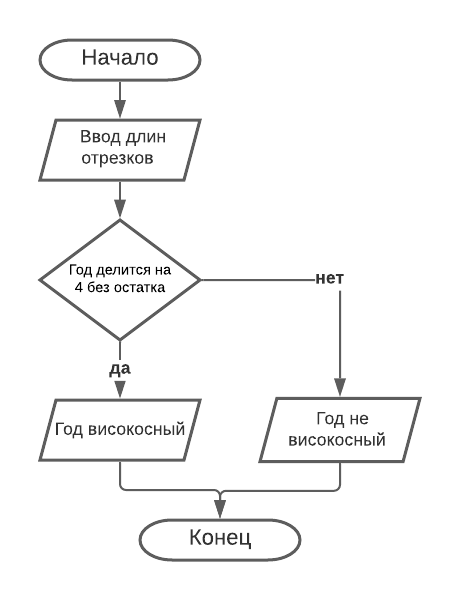 Начало
Ввод длин
отрезков
Год делится на
4 без остатка
нет
да
Год високосный
Год не
високосный
Конец